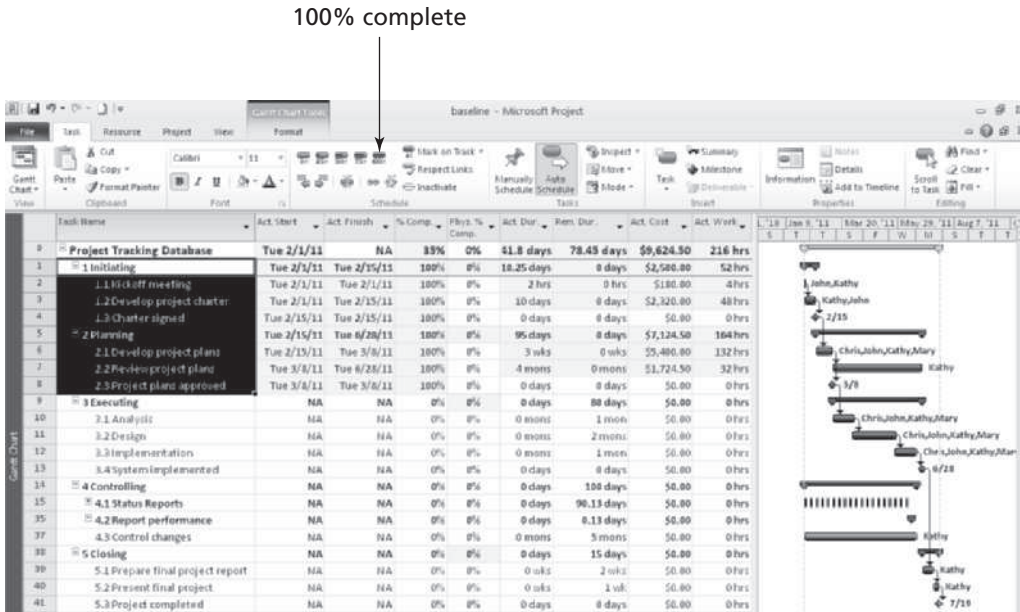 100% complete
baseline - Microsoft Project
File Task Resource Project View Format
Gantt Chart
View
Paste
Cut
Copy
Format Painter
Clipboard
Calibri 11
B I U
Font
Mark on Track
Respect Links
Inactivate
Schedule
Manually Schedule
Auto Schedule
Inspect
Move
Mode
Tasks
Task
Summary
Milestone
Deliverable
Insert
Information
Notes
Details
Add to Timeline
Properties
Scroll to Task
Find
Clear
Fill
Editing
Task Name Act. Start Act. Finish % Comp. Phys. % Comp. Act. Dur. Rem. Dur. Act. Cost Act. Work
Jan 9, '11 Mar 20, '11 May 29, '11 Aug 7, '11
S T T S F W M S T
0 Project Tracking Database Tue 2/1/11 NA 0% 41.8 days 78.45 days $9,624.50 216 hrs
1 1 Initiating Tue 2/1/11 Tue 2/15/11 100% 0% 10.25 days 0 days $2,500.00 52 hrs
2 1.1 Kickoff meeting Tue 2/1/11 Tue 2/1/11 100% 0% 2 hrs 0 hrs $180.00 4 hrs John,Kathy
3 1.2 Develop project charter Tue 2/1/11 Tue 2/15/11 100% 0% 10 days 0 days $2,320.00 48 hrs Kathy,John
4 1.3 Charter signed Tue 2/15/11 Tue 2/15/11 100% 0% 0 days 0 days $0.00 0 hrs 2/15
5 2 Planning Tue 2/15/11 Tue 6/28/11 100% 0% 95 days 0 days $7,124.50 164 hrs
6 2.1 Develop project plans Tue 2/15/11 Tue 3/8/11 100% 0% 3 wks 0 wks $5,400.00 132 hrs Chris,John,Kathy,Mary
7 2.2 Review project plans Tue 3/8/11 Tue 6/28/11 100% 0% 4 mons 0 mons $1,724.50 32 hrs Kathy
8 2.3 Project plans approved Tue 3/8/11 Tue 3/8/11 100% 0% 0 days 0 days $0.00 0 hrs 3/8
9 3 Executing NA NA 0% 0% 0 days 80 days $0.00 0 hrs
10 3.1 Analysis NA NA 0% 0% 0 mons 1 mon $0.00 0 hrs Chris,John,Kathy,Mary
11 3.2 Design NA NA 0% 0% 0 mons 2 mons $0.00 0 hrs Chris,John,Kathy,Mary
12 3.3 Implementation NA NA 0% 0% 0 mons 1 mon $0.00 0 hrs Chris,John,Kathy,Mar
13 3.4 System implemented NA NA 0% 0% 0 days 0 days $0.00 0 hrs 6/28
14 4 Controlling NA NA 0% 0% 0 days 100 days $0.00 0 hrs
15 4.1 Status Reports NA NA 0% 0% 0 days 90.13 days $0.00 0 hrs
35 4.2 Report performance NA NA 0% 0% 0 days 0.13 days $0.00 0 hrs
37 4.3 Control changes NA NA 0% 0% 0 mons 5 mons $0.00 0 hrs Kathy
38 5 Closing NA NA 0% 0% 0 days 15 days $0.00 0 hrs
39 5.1 Prepare final project report NA NA 0% 0% 0 wks 2 wks $0.00 0 hrs Kathy
40 5.2 Present final project NA NA 0% 0% 0 wks 1 wk $0.00 0 hrs Kathy
41 5.3 Project completed NA NA 0% 0% 0 days 0 days $0.00 0 hrs 7/19
Gantt Chart